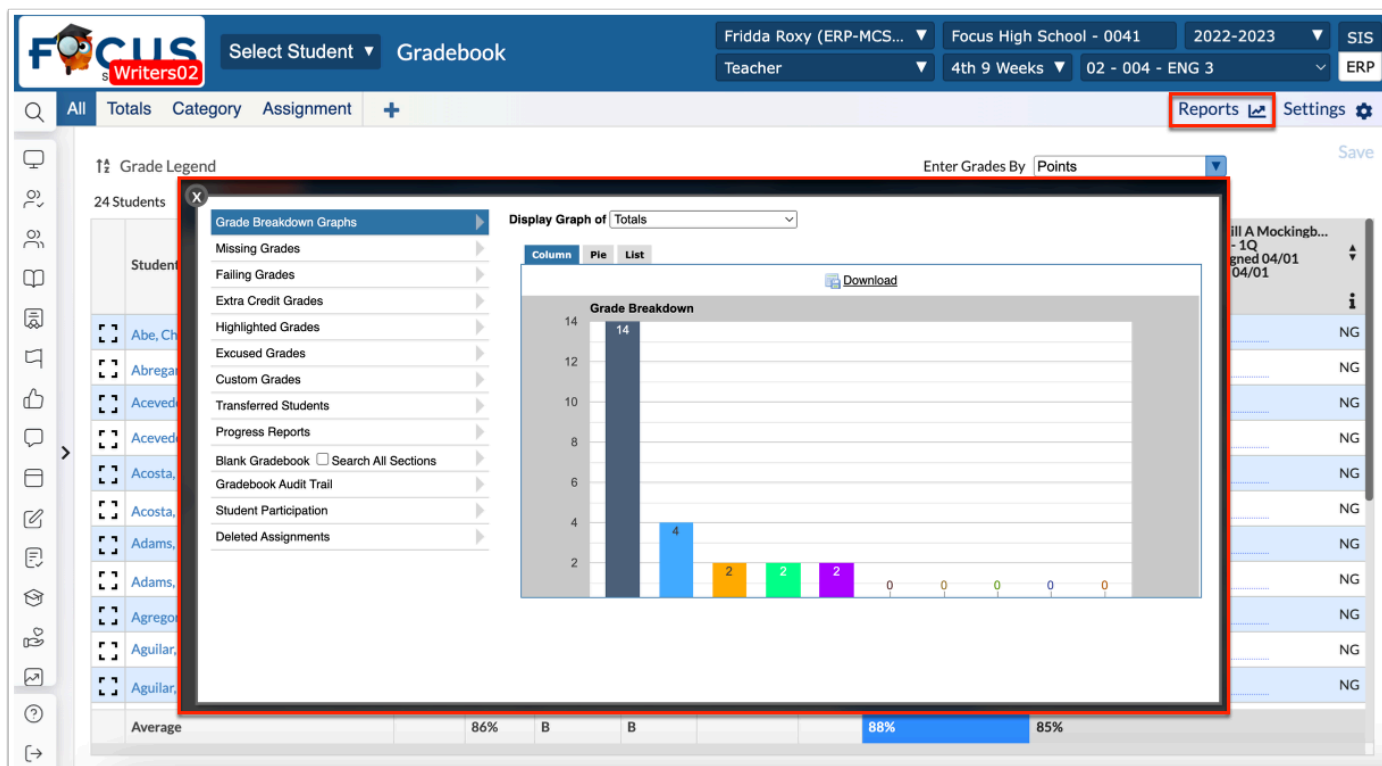 FOCUS
S
Writers02
Select Student ▼
Gradebook
Fridda Roxy (ERP-MCS... ▼
Focus High School - 0041
2022-2023 ▼
SIS
Teacher ▼
4th 9 Weeks ▼
02 - 004 - ENG 3
ERP
All Totals Category Assignment +
Reports
Settings
Save
Grade Legend
Enter Grades By Points
24 Students
Student
X
Grade Breakdown Graphs
Missing Grades
Failing Grades
Extra Credit Grades
Highlighted Grades
Excused Grades
Custom Grades
Transferred Students
Progress Reports
Blank Gradebook Search All Sections
Gradebook Audit Trail
Student Participation
Deleted Assignments
Display Graph of Totals
Column Pie List
Download
Grade Breakdown
14
12
10
8
6
4
2
14
4
2
2
2
0
0
0
0
0
ill A Mockingb...
- 1Q
gned 04/01
04/01
i
Abe, Ch
NG
Abregar
NG
Acevedo
NG
Acevedo
NG
Acosta,
NG
Acosta,
NG
Adams,
NG
Adams,
NG
Agregor
NG
Aguilar,
NG
Aguilar,
NG
Average 86% B B 88% 85%